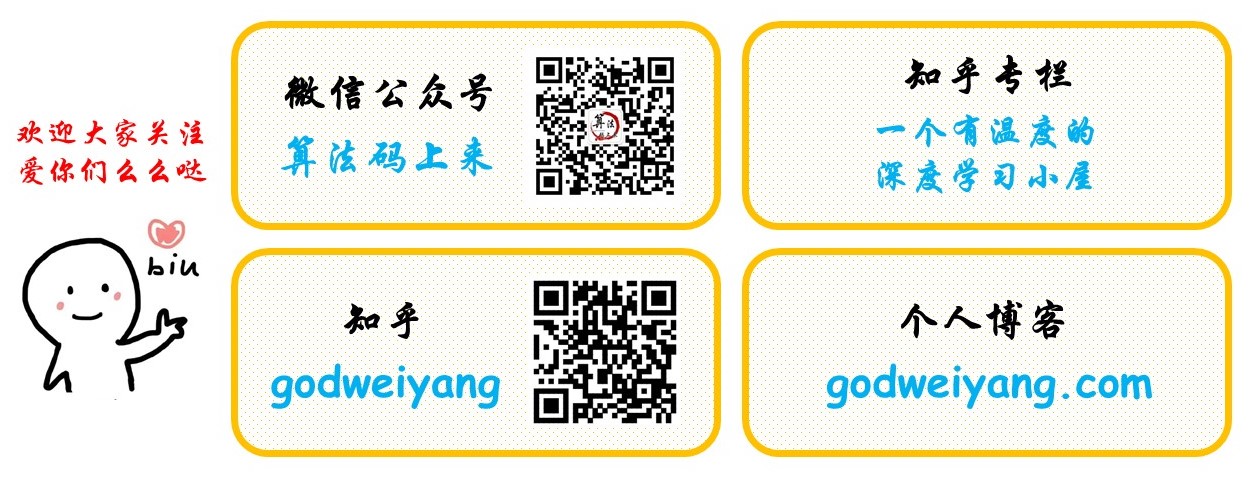 欢迎大家关注
爱你们么么哒
biu
微信公众号
算法码上来
算法
知乎专栏
一个有温度的
深度学习小屋
知乎
godweiyang
个人博客
godweiyang.com